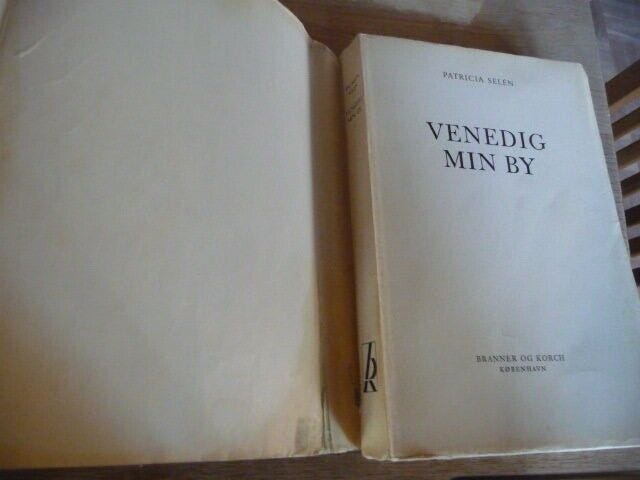 PATRICIA SELEN
VENEDIG
MIN BY
BRANNER OG KORCH
KØBENHAVN